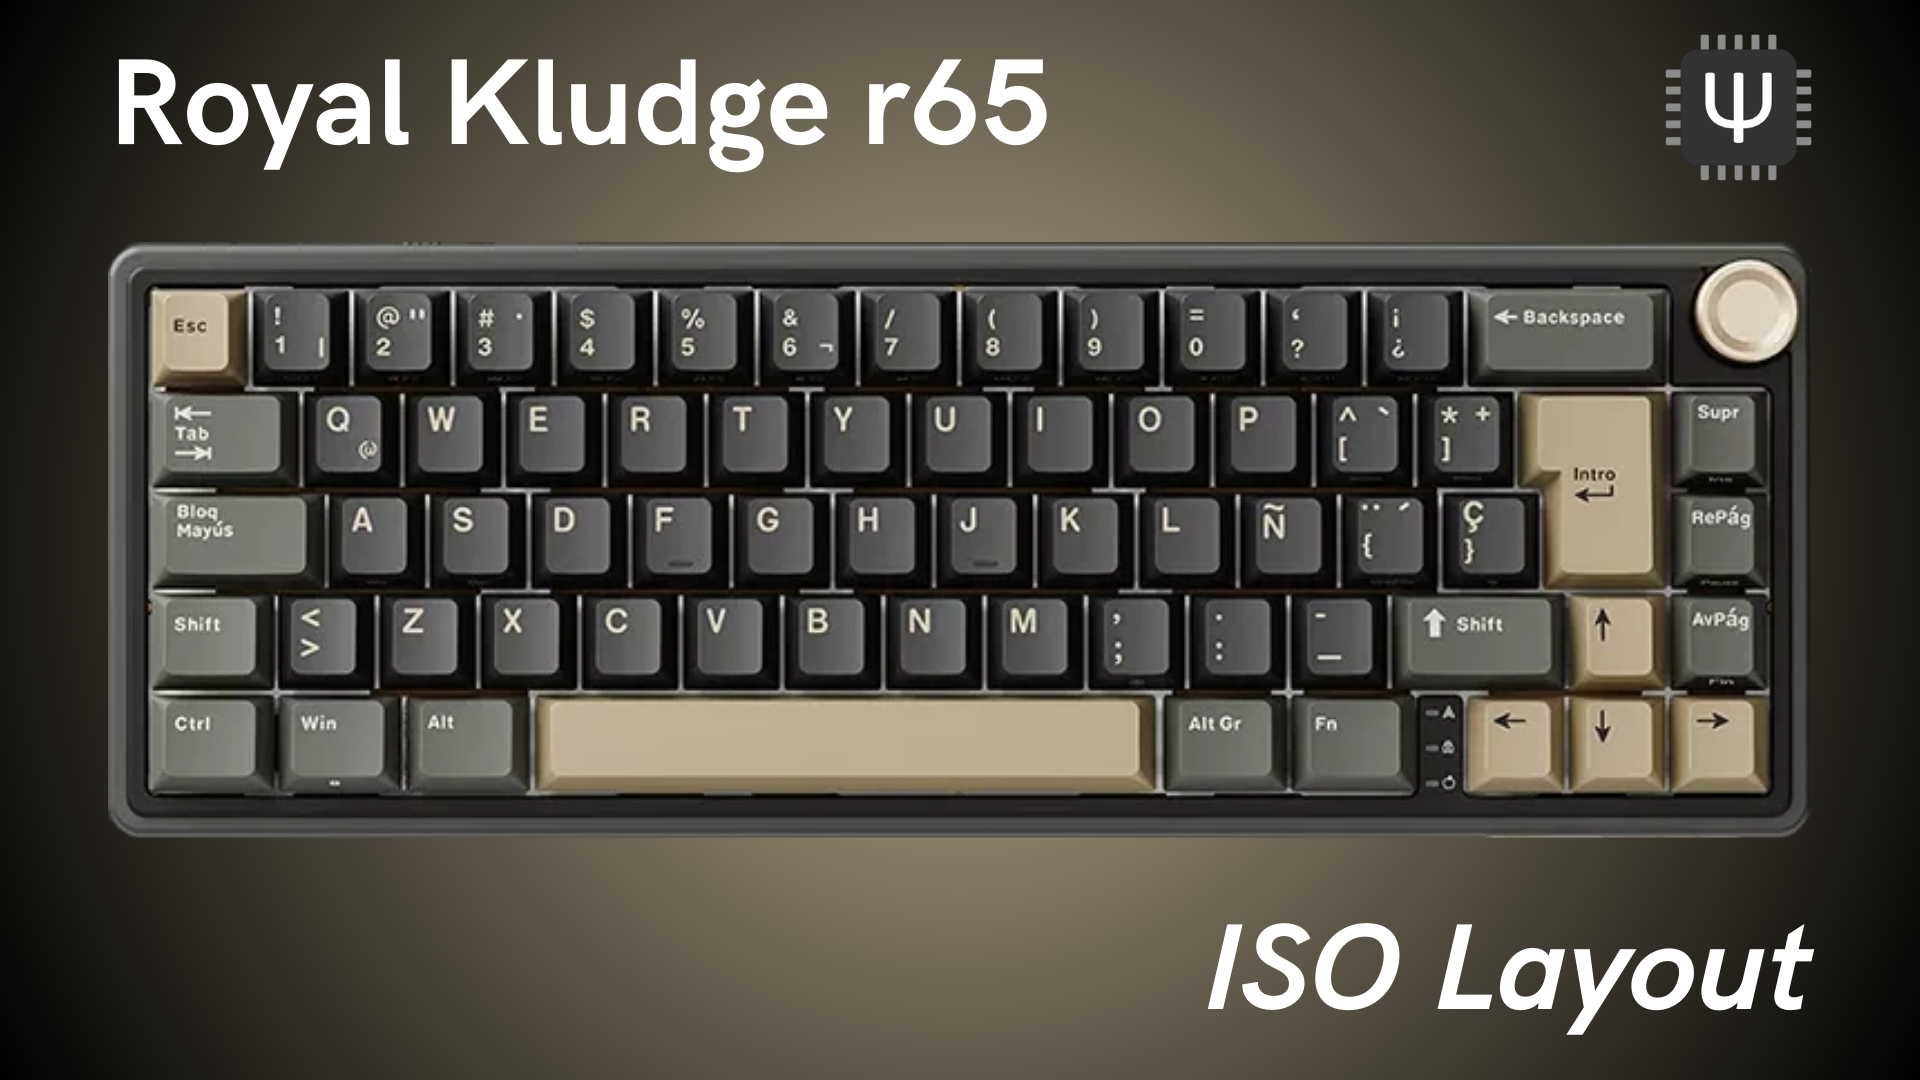 Royal Kludge r65
Ψ
Esc ! 1 | @ " 2 # · 3 $ 4 % 5 & 6 ¬ / 7 ( 8 ) 9 = 0 ‘ ? ¡ ¿ ← Backspace
Tab Q @ W E R T Y U I O P ^ ` [ * + ] Intro Supr
Bloq Mayús A S D F G H J K L Ñ ¨ ´ { Ç } RePág
Shift < > Z X C V B N M , ; . : - _ Shift ↑ AvPág
Ctrl Win Alt Alt Gr Fn A ← ↓ →
ISO Layout